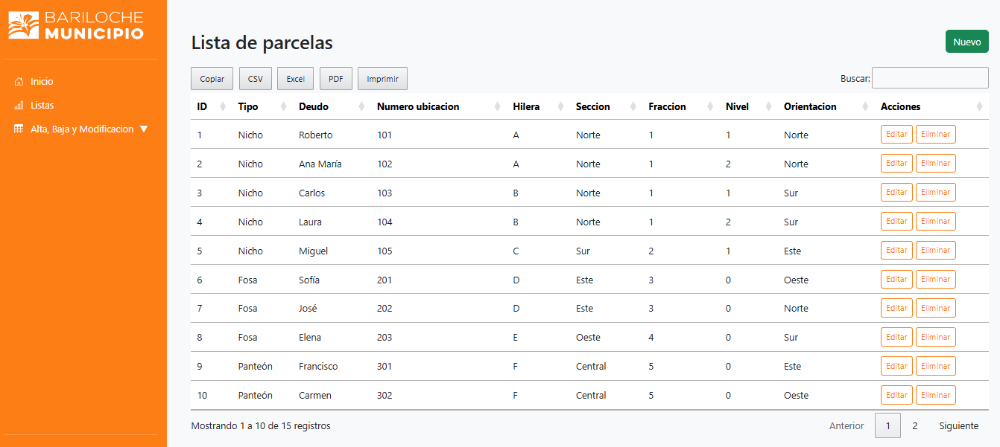 BARILOCHE
MUNICIPIO
Inicio
Listas
Alta, Baja y Modificacion ▼
Lista de parcelas
Nuevo
Copiar CSV Excel PDF Imprimir
Buscar:
ID Tipo Deudo Numero ubicacion Hilera Seccion Fraccion Nivel Orientacion Acciones
1 Nicho Roberto 101 A Norte 1 1 Norte Editar Eliminar
2 Nicho Ana María 102 A Norte 1 2 Norte Editar Eliminar
3 Nicho Carlos 103 B Norte 1 1 Sur Editar Eliminar
4 Nicho Laura 104 B Norte 1 2 Sur Editar Eliminar
5 Nicho Miguel 105 C Sur 2 1 Este Editar Eliminar
6 Fosa Sofía 201 D Este 3 0 Oeste Editar Eliminar
7 Fosa José 202 D Este 3 0 Norte Editar Eliminar
8 Fosa Elena 203 E Oeste 4 0 Sur Editar Eliminar
9 Panteón Francisco 301 F Central 5 0 Este Editar Eliminar
10 Panteón Carmen 302 F Central 5 0 Oeste Editar Eliminar
Mostrando 1 a 10 de 15 registros
Anterior 1 2 Siguiente